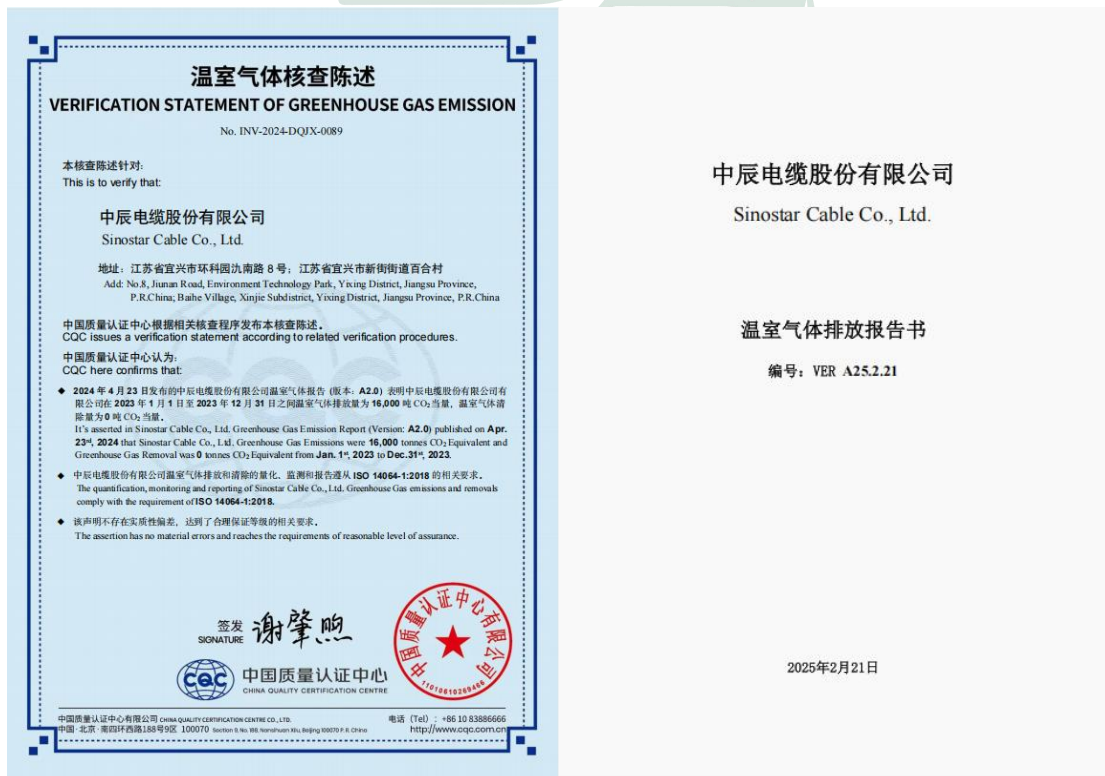 温室气体核查陈述
VERIFICATION STATEMENT OF GREENHOUSE GAS EMISSION
No. INV-2024-DQJX-0089
本核查陈述针对:
This is to verify that:
中辰电缆股份有限公司
Sinostar Cable Co., Ltd.
地址：江苏省宜兴市环科园氿南路 8 号；江苏省宜兴市新街街道百合村
Add: No.8, Jiunan Road, Environment Technology Park, Yixing District, Jiangsu Province,
P.R.China; Baihe Village, Xinjie Subdistrict, Yixing District, Jiangsu Province, P.R.China
中国质量认证中心根据相关核查程序发布本核查陈述。
CQC issues a verification statement according to related verification procedures.
中国质量认证中心认为:
CQC here confirms that:
◆ 2024 年 4 月 23 日发布的中辰电缆股份有限公司温室气体报告 (版本：A2.0) 表明中辰电缆股份有限公司有
限公司在 2023 年 1 月 1 日至 2023 年 12 月 31 日之间温室气体排放量为 16,000 吨 CO₂当量，温室气体清
除量为 0 吨 CO₂ 当量。
It's asserted in Sinostar Cable Co., Ltd. Greenhouse Gas Emission Report (Version: A2.0) published on Apr.
23ʳᵈ, 2024 that Sinostar Cable Co., Ltd. Greenhouse Gas Emissions were 16,000 tonnes CO₂ Equivalent and
Greenhouse Gas Removal was 0 tonnes CO₂ Equivalent from Jan. 1ˢᵗ, 2023 to Dec.31ˢᵗ, 2023.
◆ 中辰电缆股份有限公司温室气体排放和清除的量化、监测和报告遵从 ISO 14064-1:2018 的相关要求。
The quantification, monitoring and reporting of Sinostar Cable Co., Ltd. Greenhouse Gas emissions and removals
comply with the requirement of ISO 14064-1:2018.
◆ 该声明不存在实质性偏差，达到了合理保证等级的相关要求。
The assertion has no material errors and reaches the requirements of reasonable level of assurance.
签发
SIGNATURE 谢肇煦
中国质量认证中心有限公司
11010610269466
CQC 中国质量认证中心
CHINA QUALITY CERTIFICATION CENTRE
中国质量认证中心有限公司 CHINA QUALITY CERTIFICATION CENTRE CO., LTD.
电话（Tel）：+86 10 83886666
中国·北京·南四环西路188号9区 100070 Section 9, No. 188, Nansihuan Xilu, Beijing 100070 P. R. China
http://www.cqc.com.cn
中辰电缆股份有限公司
Sinostar Cable Co., Ltd.
温室气体排放报告书
编号：VER A25.2.21
2025年2月21日